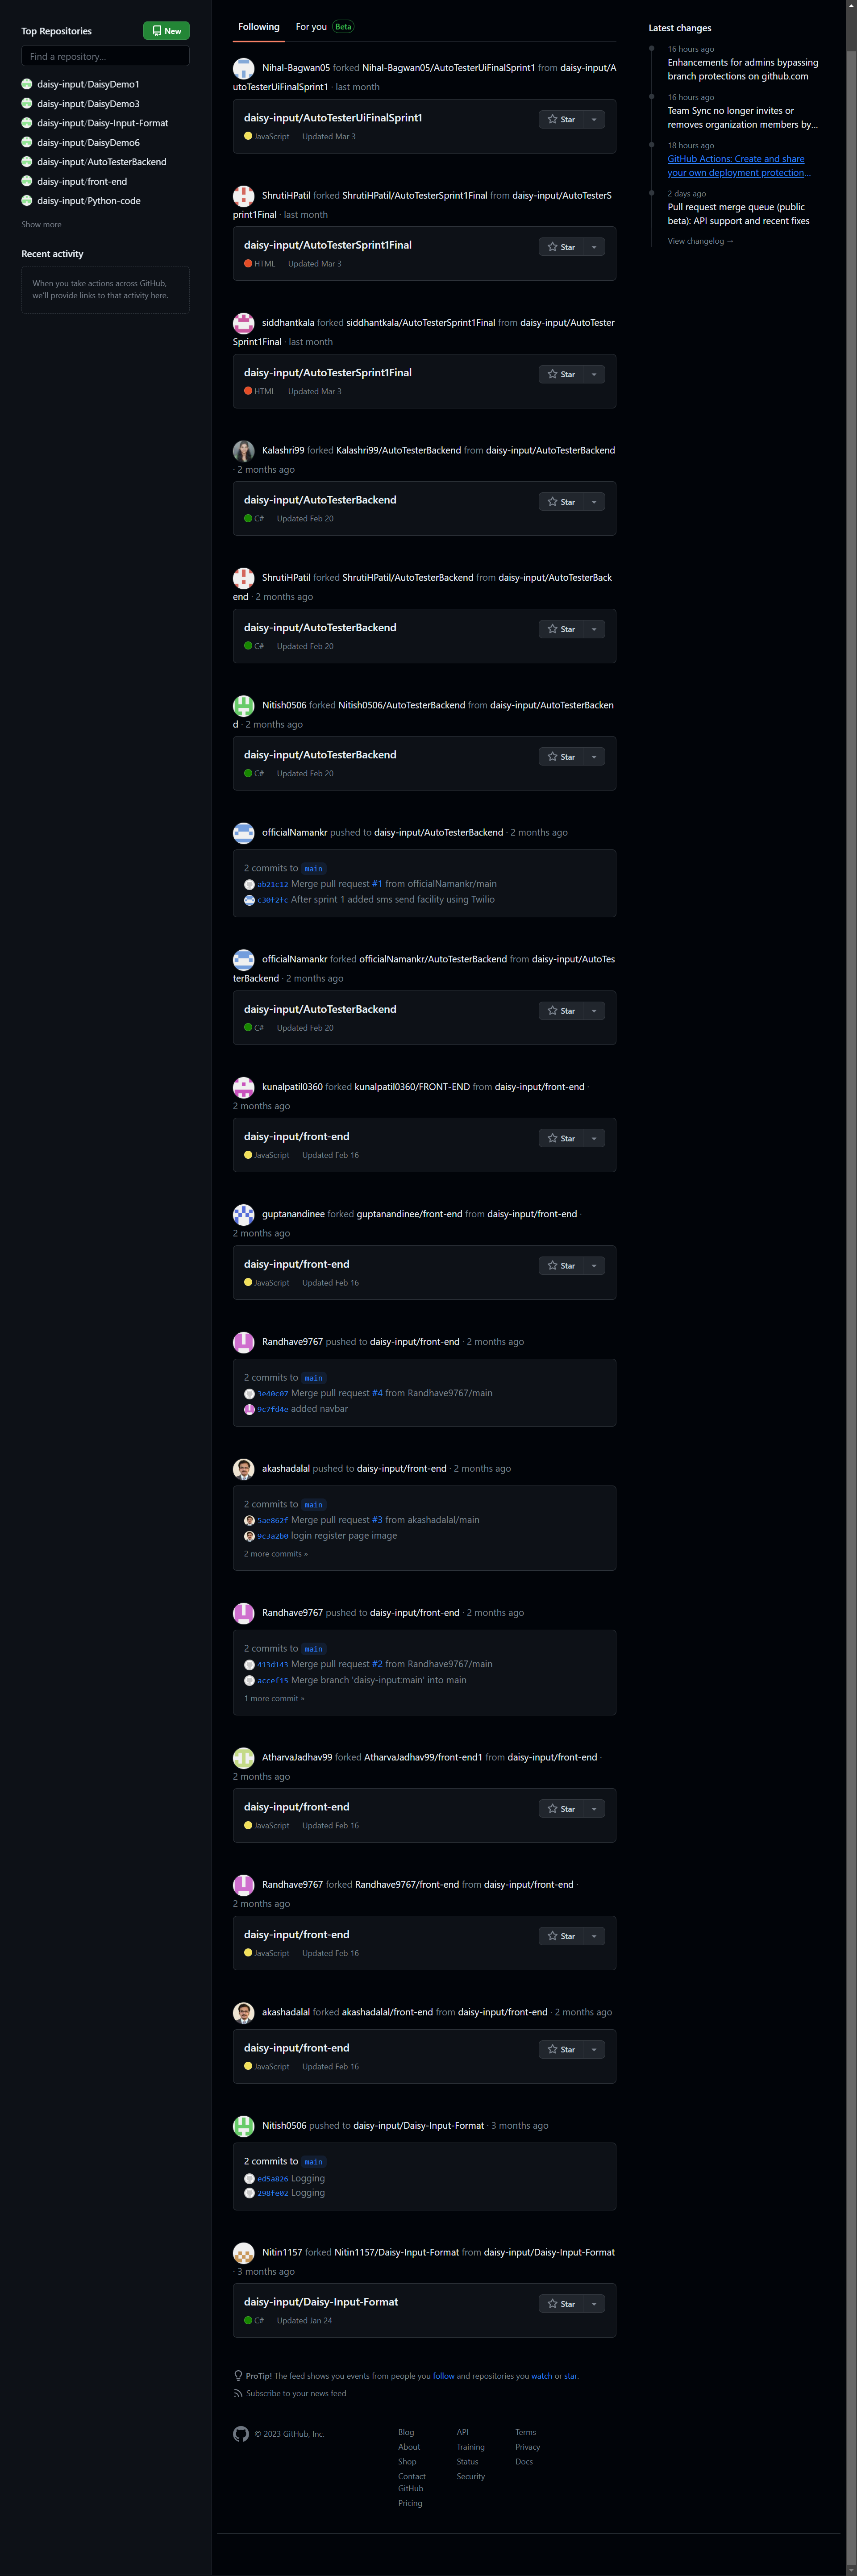 Top Repositories
New
Find a repository...
daisy-input/DaisyDemo1
daisy-input/DaisyDemo3
daisy-input/Daisy-Input-Format
daisy-input/DaisyDemo6
daisy-input/AutoTesterBackend
daisy-input/front-end
daisy-input/Python-code
Show more
Recent activity
When you take actions across GitHub,
we'll provide links to that activity here.
Following For you Beta
Nihal-Bagwan05 forked Nihal-Bagwan05/AutoTesterUiFinalSprint1 from daisy-input/A
utoTesterUiFinalSprint1 · last month
daisy-input/AutoTesterUiFinalSprint1
Star
JavaScript Updated Mar 3
ShrutiHPatil forked ShrutiHPatil/AutoTesterSprint1Final from daisy-input/AutoTesterS
print1Final · last month
daisy-input/AutoTesterSprint1Final
Star
HTML Updated Mar 3
siddhantkala forked siddhantkala/AutoTesterSprint1Final from daisy-input/AutoTester
Sprint1Final · last month
daisy-input/AutoTesterSprint1Final
Star
HTML Updated Mar 3
Kalashri99 forked Kalashri99/AutoTesterBackend from daisy-input/AutoTesterBackend
· 2 months ago
daisy-input/AutoTesterBackend
Star
C# Updated Feb 20
ShrutiHPatil forked ShrutiHPatil/AutoTesterBackend from daisy-input/AutoTesterBack
end · 2 months ago
daisy-input/AutoTesterBackend
Star
C# Updated Feb 20
Nitish0506 forked Nitish0506/AutoTesterBackend from daisy-input/AutoTesterBacken
d · 2 months ago
daisy-input/AutoTesterBackend
Star
C# Updated Feb 20
officialNamankr pushed to daisy-input/AutoTesterBackend · 2 months ago
2 commits to main
ab21c12 Merge pull request #1 from officialNamankr/main
c30f2fc After sprint 1 added sms send facility using Twilio
officialNamankr forked officialNamankr/AutoTesterBackend from daisy-input/AutoTes
terBackend · 2 months ago
daisy-input/AutoTesterBackend
Star
C# Updated Feb 20
kunalpatil0360 forked kunalpatil0360/FRONT-END from daisy-input/front-end ·
2 months ago
daisy-input/front-end
Star
JavaScript Updated Feb 16
guptanandinee forked guptanandinee/front-end from daisy-input/front-end ·
2 months ago
daisy-input/front-end
Star
JavaScript Updated Feb 16
Randhave9767 pushed to daisy-input/front-end · 2 months ago
2 commits to main
3e40c07 Merge pull request #4 from Randhave9767/main
9c7fd4e added navbar
akashadalal pushed to daisy-input/front-end · 2 months ago
2 commits to main
5ae862f Merge pull request #3 from akashadalal/main
9c3a2b0 login register page image
2 more commits »
Randhave9767 pushed to daisy-input/front-end · 2 months ago
2 commits to main
413d143 Merge pull request #2 from Randhave9767/main
accef15 Merge branch 'daisy-input:main' into main
1 more commit »
AtharvaJadhav99 forked AtharvaJadhav99/front-end1 from daisy-input/front-end ·
2 months ago
daisy-input/front-end
Star
JavaScript Updated Feb 16
Randhave9767 forked Randhave9767/front-end from daisy-input/front-end ·
2 months ago
daisy-input/front-end
Star
JavaScript Updated Feb 16
akashadalal forked akashadalal/front-end from daisy-input/front-end · 2 months ago
daisy-input/front-end
Star
JavaScript Updated Feb 16
Nitish0506 pushed to daisy-input/Daisy-Input-Format · 3 months ago
2 commits to main
ed5a826 Logging
298fe02 Logging
Nitin1157 forked Nitin1157/Daisy-Input-Format from daisy-input/Daisy-Input-Format
· 3 months ago
daisy-input/Daisy-Input-Format
Star
C# Updated Jan 24
ProTip! The feed shows you events from people you follow and repositories you watch or star.
Subscribe to your news feed
© 2023 GitHub, Inc.
Blog
About
Shop
Contact
GitHub
Pricing
API
Training
Status
Security
Terms
Privacy
Docs
Latest changes
16 hours ago
Enhancements for admins bypassing
branch protections on github.com
16 hours ago
Team Sync no longer invites or
removes organization members by...
18 hours ago
GitHub Actions: Create and share
your own deployment protection...
2 days ago
Pull request merge queue (public
beta): API support and recent fixes
View changelog →